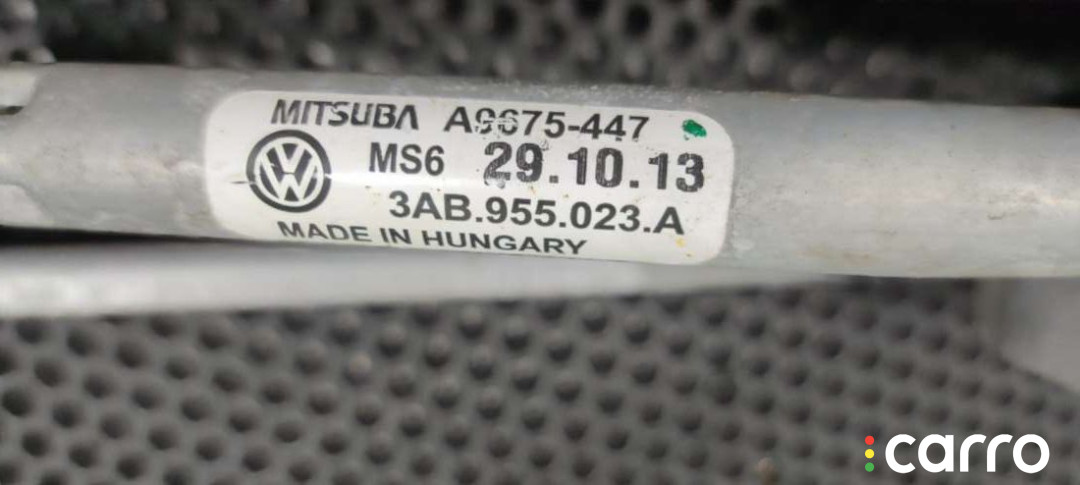 MITSUBA A9675-447
MS6 29.10.13
3AB.955.023.A
MADE IN HUNGARY
carro